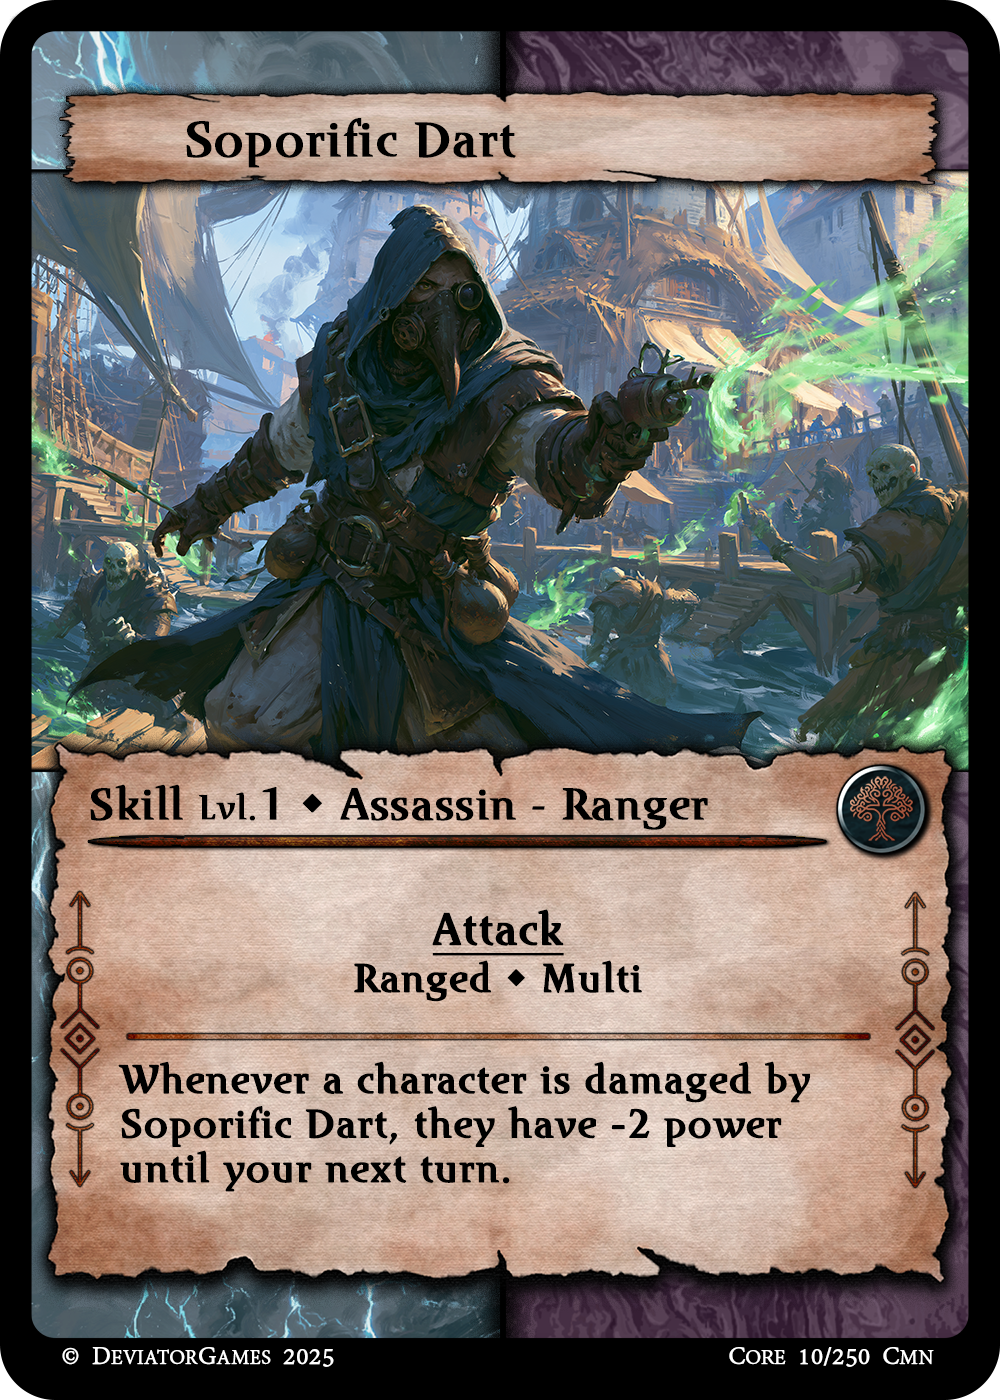 Soporific Dart
Skill Lvl. 1 ◆ Assassin - Ranger
Attack
Ranged ◆ Multi
Whenever a character is damaged by
Soporific Dart, they have -2 power
until your next turn.
© DeviatorGames 2025
Core 10/250 Cmn